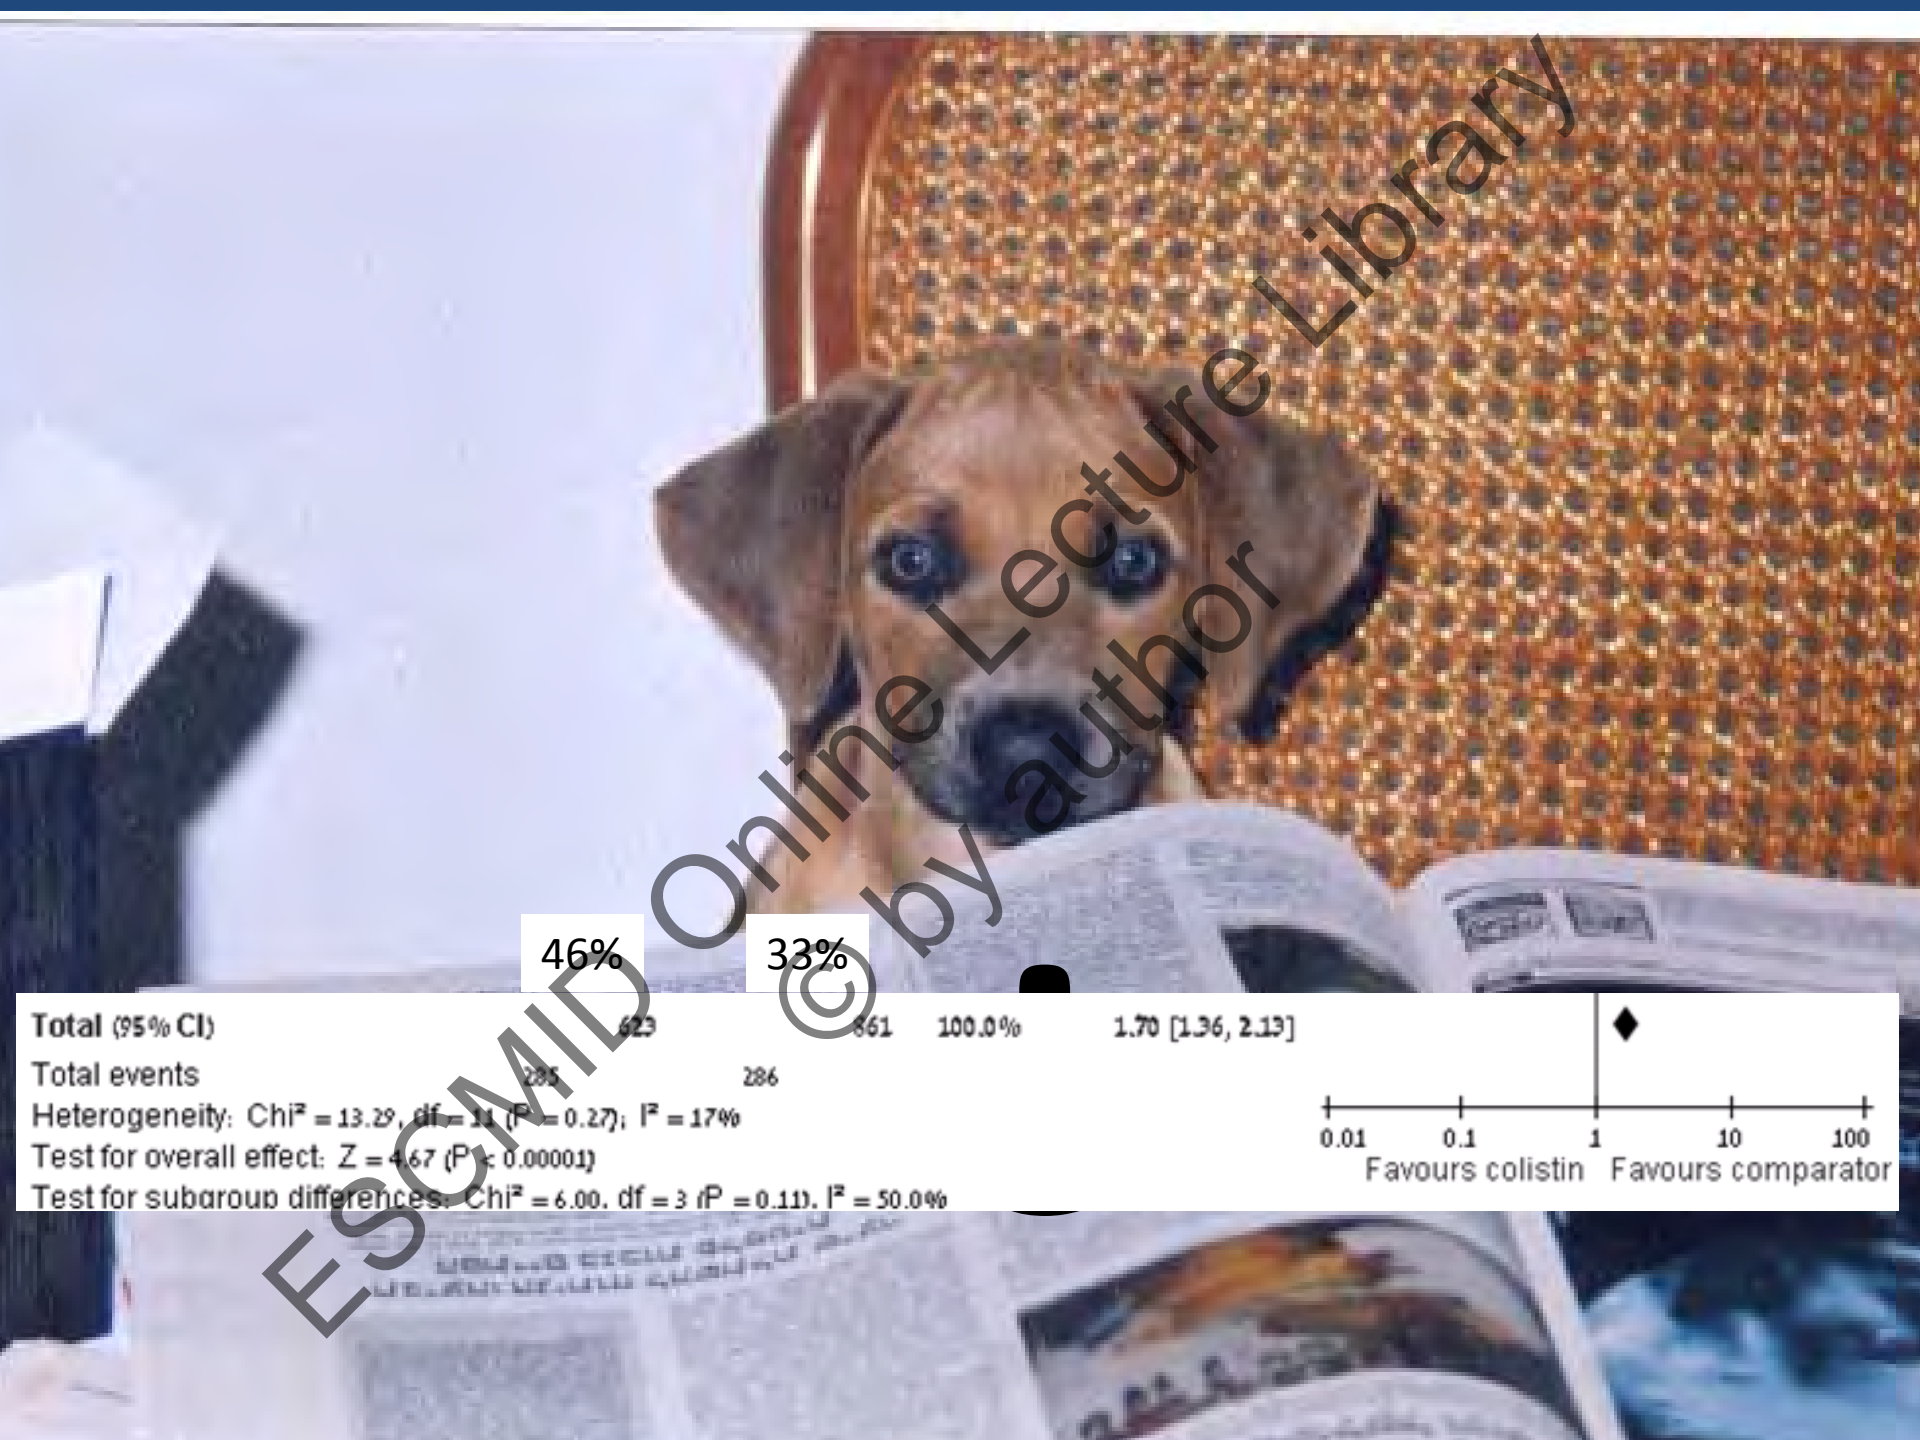 ESCMID Online Lecture Library
© by author
46% 33%
Total (95% CI) 623 861 100.0% 1.70 [1.36, 2.13]
Total events 285 286
Heterogeneity: Chi² = 13.29, df = 11 (P = 0.27); I² = 17%
Test for overall effect: Z = 4.67 (P < 0.00001)
Test for subgroup differences: Chi² = 6.00, df = 3 (P = 0.11), I² = 50.0%
0.01 0.1 1 10 100
Favours colistin Favours comparator